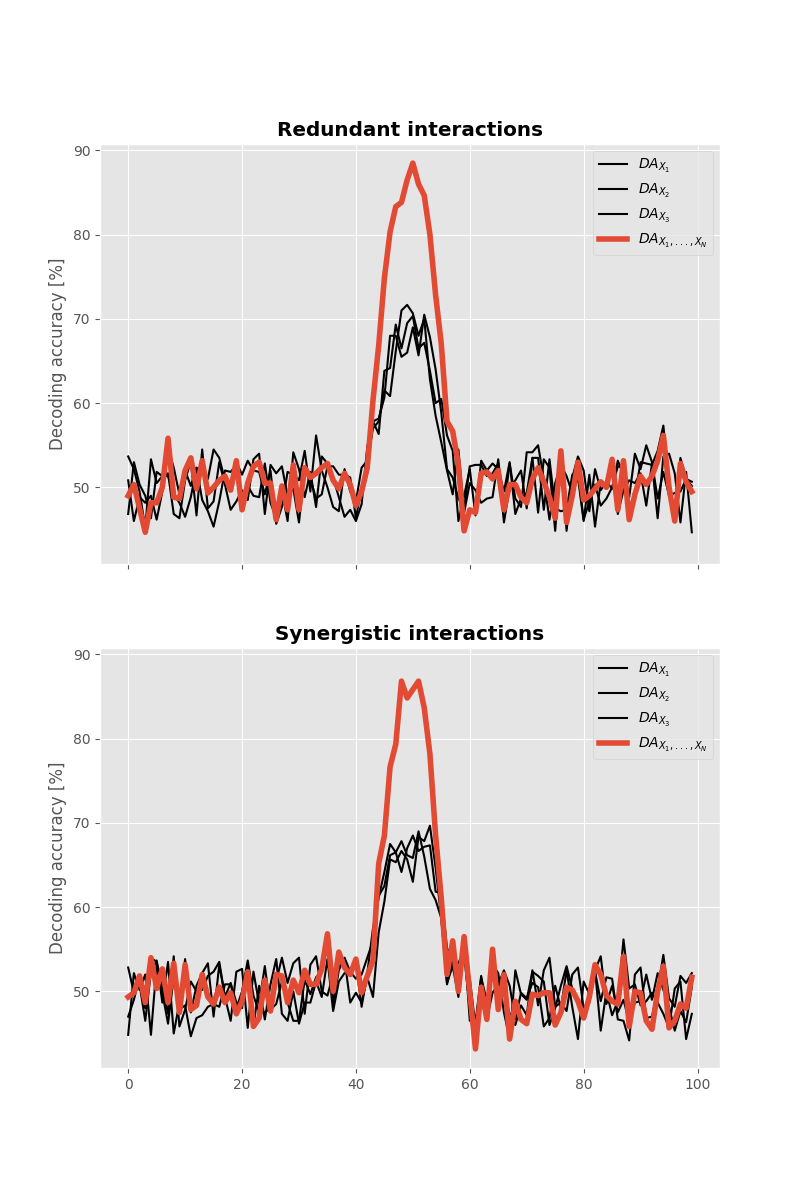 Redundant interactions
Decoding accuracy [%]
90
80
70
60
50
DA_{X_1}
DA_{X_2}
DA_{X_3}
DA_{X_1,...,X_N}
Synergistic interactions
Decoding accuracy [%]
90
80
70
60
50
DA_{X_1}
DA_{X_2}
DA_{X_3}
DA_{X_1,...,X_N}
0 20 40 60 80 100